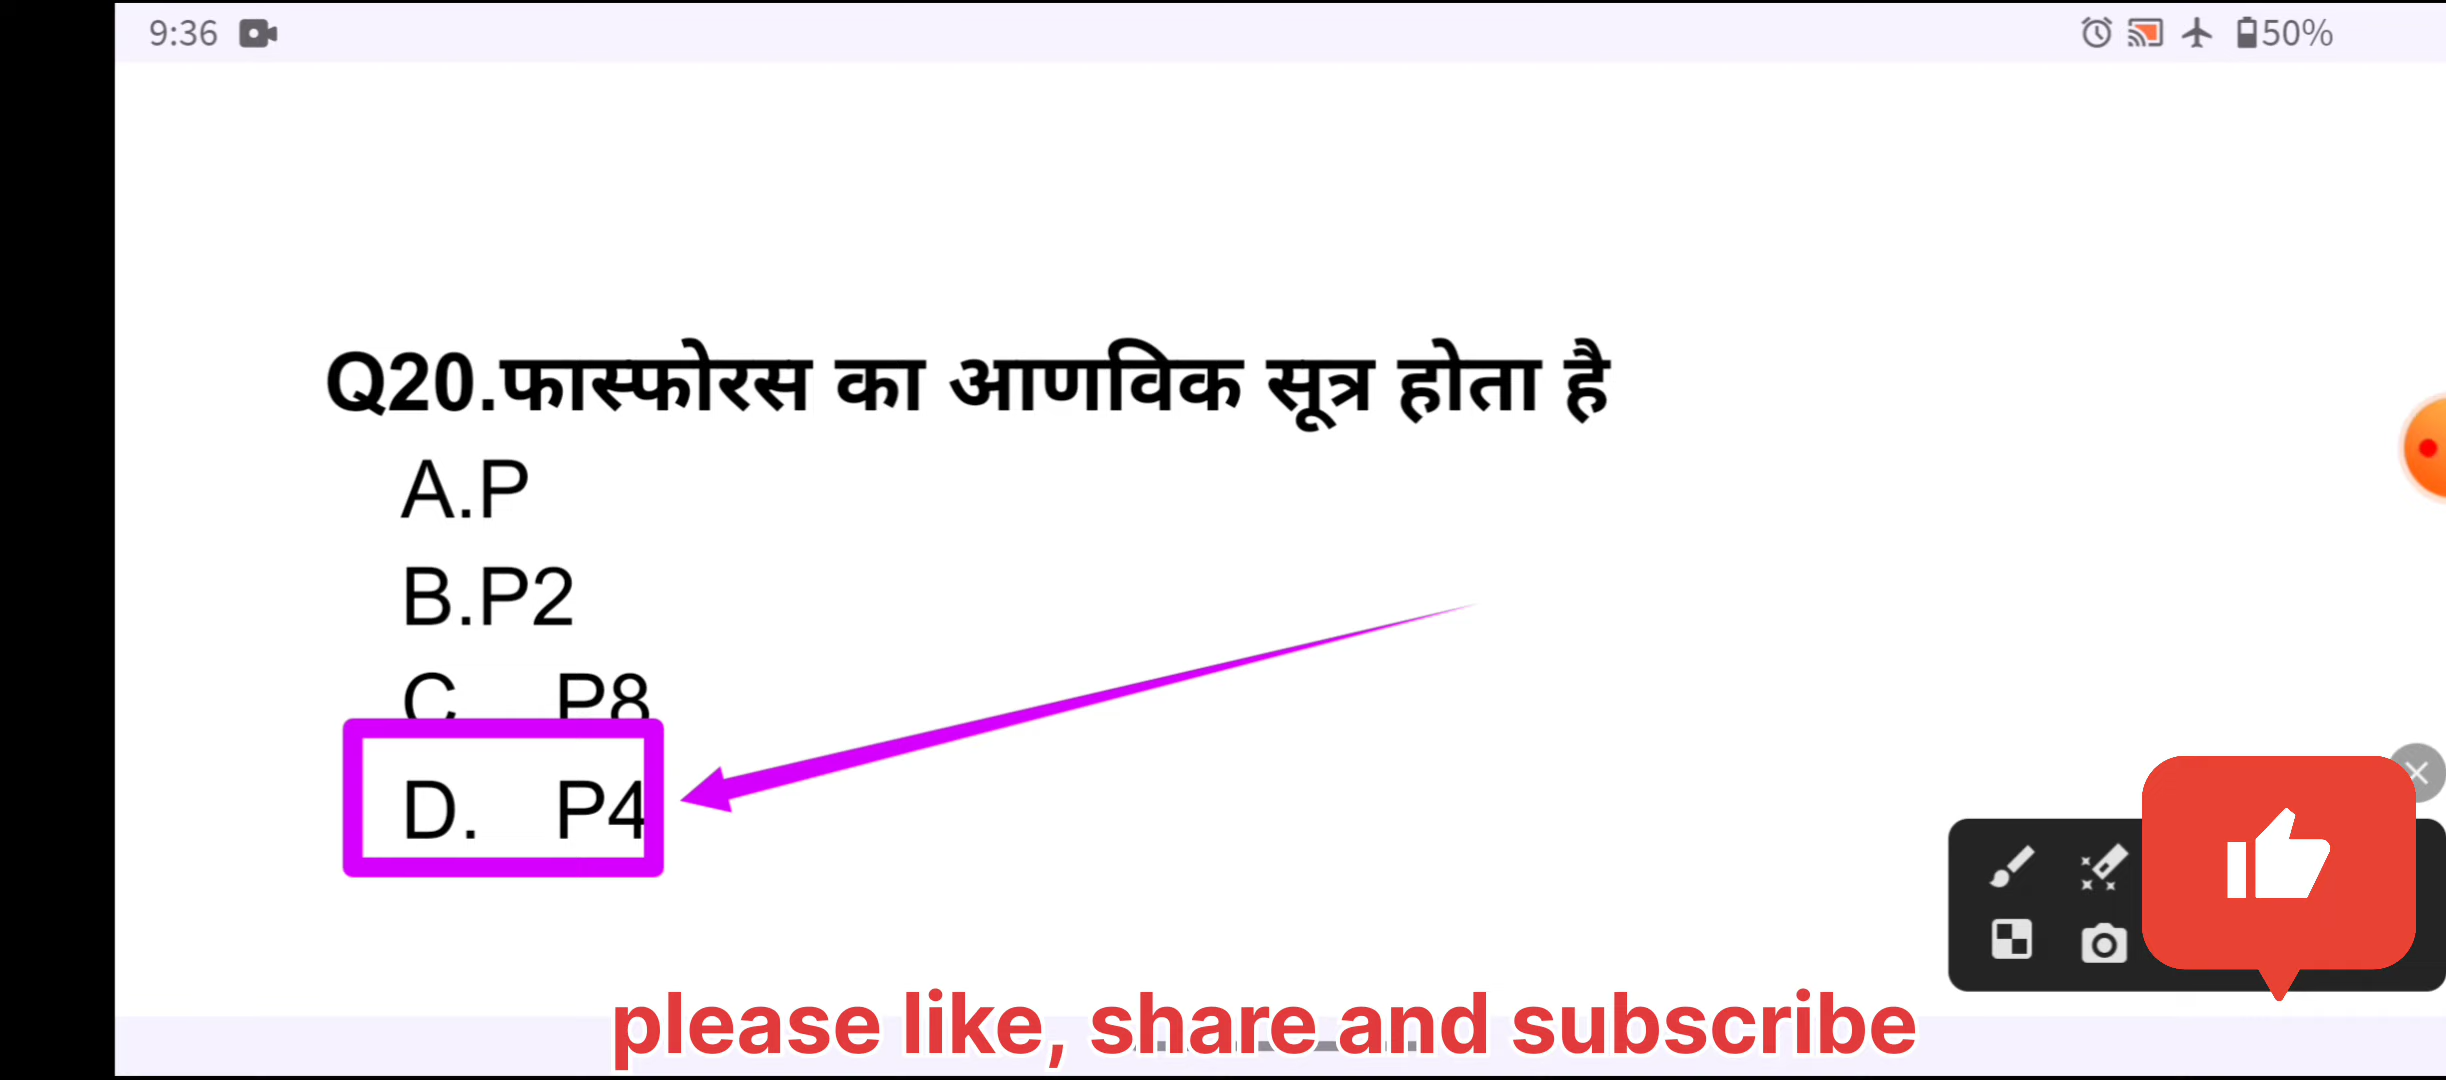 9:36
50%
Q20.फास्फोरस का आणविक सूत्र होता है
A.P
B.P2
C P8
D. P4
please like, share and subscribe